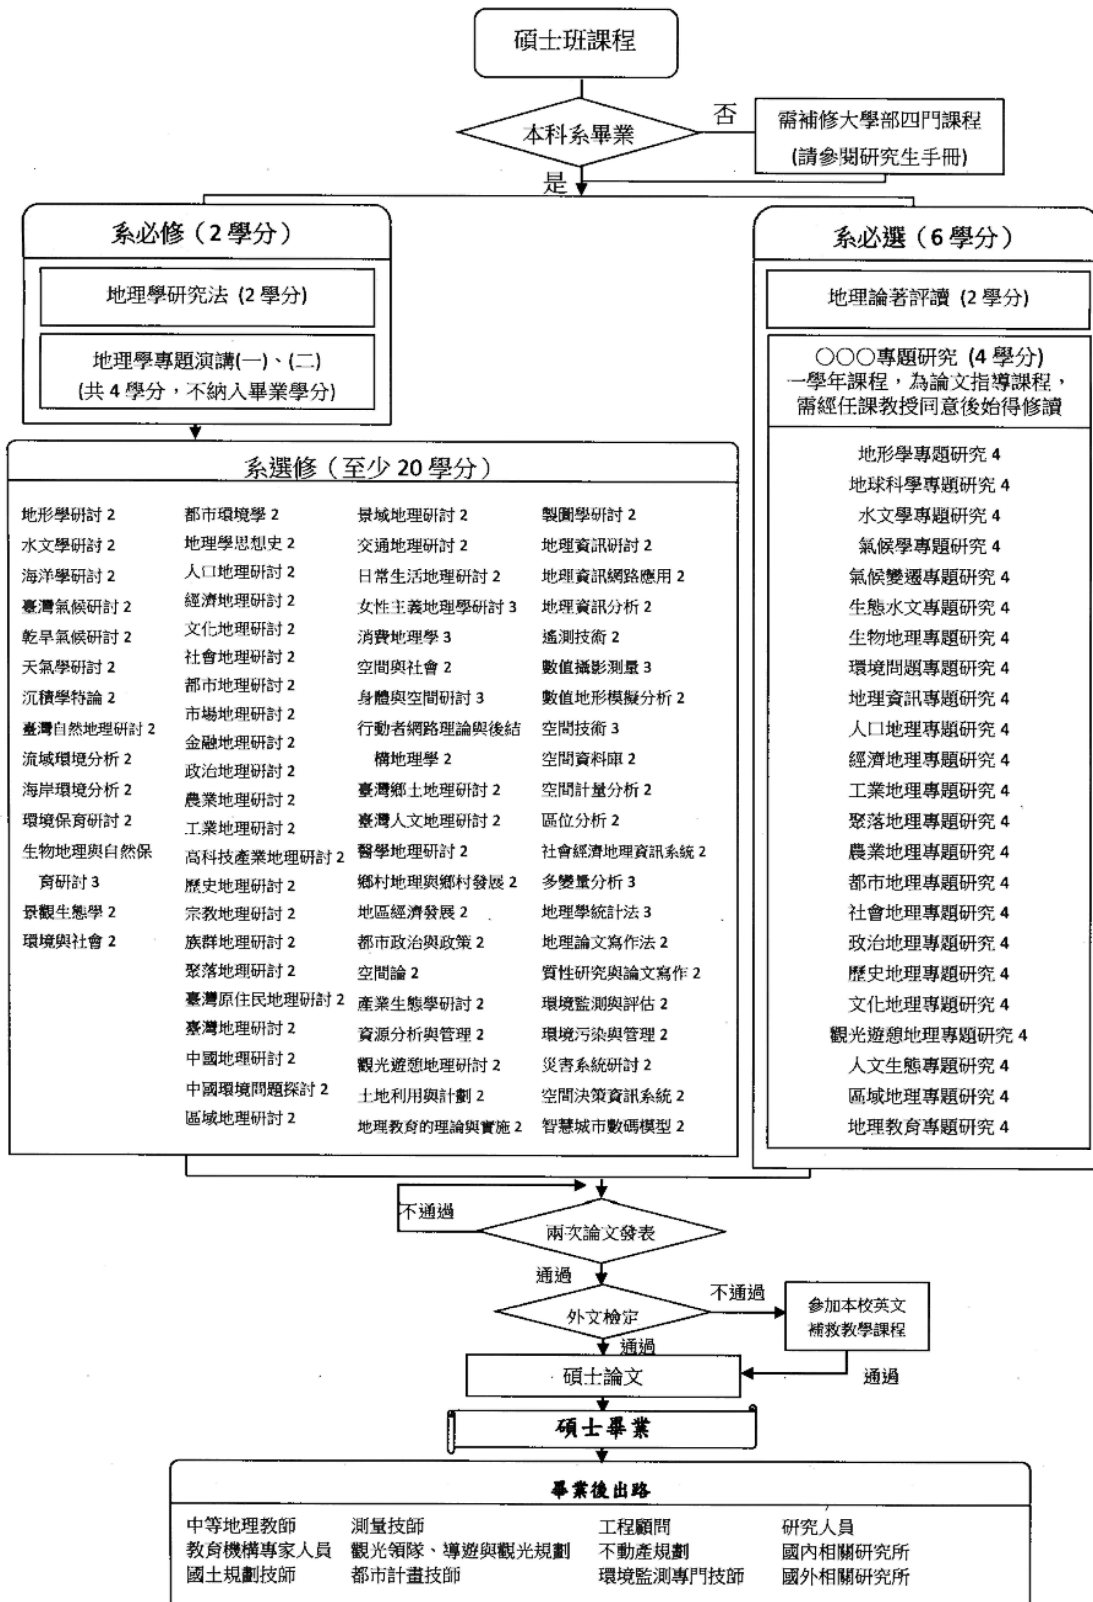 碩士班課程
本科系畢業
否
需補修大學部四門課程
(請參閱研究生手冊)
是
系必修（2 學分）
地理學研究法 (2 學分)
地理學專題演講(一)、(二)
(共 4 學分，不納入畢業學分)
系必選（6 學分）
地理論著評讀 (2 學分)
○○○專題研究 (4 學分)
一學年課程，為論文指導課程，
需經任課教授同意後始得修讀
地形學專題研究 4
地球科學專題研究 4
水文學專題研究 4
氣候學專題研究 4
氣候變遷專題研究 4
生態水文專題研究 4
生物地理專題研究 4
環境問題專題研究 4
地理資訊專題研究 4
人口地理專題研究 4
經濟地理專題研究 4
工業地理專題研究 4
聚落地理專題研究 4
農業地理專題研究 4
都市地理專題研究 4
社會地理專題研究 4
政治地理專題研究 4
歷史地理專題研究 4
文化地理專題研究 4
觀光遊憩地理專題研究 4
人文生態專題研究 4
區域地理專題研究 4
地理教育專題研究 4
系選修（至少 20 學分）
地形學研討 2
水文學研討 2
海洋學研討 2
臺灣氣候研討 2
乾旱氣候研討 2
天氣學研討 2
沉積學特論 2
臺灣自然地理研討 2
流域環境分析 2
海岸環境分析 2
環境保育研討 2
生物地理與自然保
育研討 3
景觀生態學 2
環境與社會 2
都市環境學 2
地理學思想史 2
人口地理研討 2
經濟地理研討 2
文化地理研討 2
社會地理研討 2
都市地理研討 2
市場地理研討 2
金融地理研討 2
政治地理研討 2
農業地理研討 2
工業地理研討 2
高科技產業地理研討 2
歷史地理研討 2
宗教地理研討 2
族群地理研討 2
聚落地理研討 2
臺灣原住民地理研討 2
臺灣地理研討 2
中國地理研討 2
中國環境問題探討 2
區域地理研討 2
景域地理研討 2
交通地理研討 2
日常生活地理研討 2
女性主義地理學研討 3
消費地理學 3
空間與社會 2
身體與空間研討 3
行動者網路理論與後結
構地理學 2
臺灣鄉土地理研討 2
臺灣人文地理研討 2
醫學地理研討 2
鄉村地理與鄉村發展 2
地區經濟發展 2
都市政治與政策 2
空間論 2
產業生態學研討 2
資源分析與管理 2
觀光遊憩地理研討 2
土地利用與計劃 2
地理教育的理論與實施 2
製圖學研討 2
地理資訊研討 2
地理資訊網路應用 2
地理資訊分析 2
遙測技術 2
數值攝影測量 3
數值地形模擬分析 2
空間技術 3
空間資料庫 2
空間計量分析 2
區位分析 2
社會經濟地理資訊系統 2
多變量分析 3
地理學統計法 3
地理論文寫作法 2
質性研究與論文寫作 2
環境監測與評估 2
環境污染與管理 2
災害系統研討 2
空間決策資訊系統 2
智慧城市數碼模型 2
不通過
兩次論文發表
通過
外文檢定
不通過
參加本校英文
補救教學課程
通過
通過
碩士論文
碩士畢業
畢業後出路
中等地理教師 測量技師 工程顧問 研究人員
教育機構專家人員 觀光領隊、導遊與觀光規劃 不動產規劃 國內相關研究所
國土規劃技師 都市計畫技師 環境監測專門技師 國外相關研究所